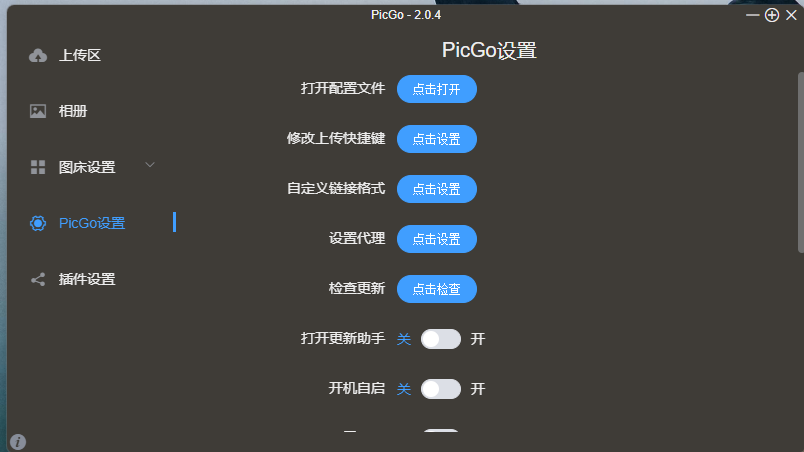 PicGo - 2.0.4
上传区
相册
图床设置
PicGo设置
插件设置
PicGo设置
打开配置文件 点击打开
修改上传快捷键 点击设置
自定义链接格式 点击设置
设置代理 点击设置
检查更新 点击检查
打开更新助手 关 开
开机自启 关 开